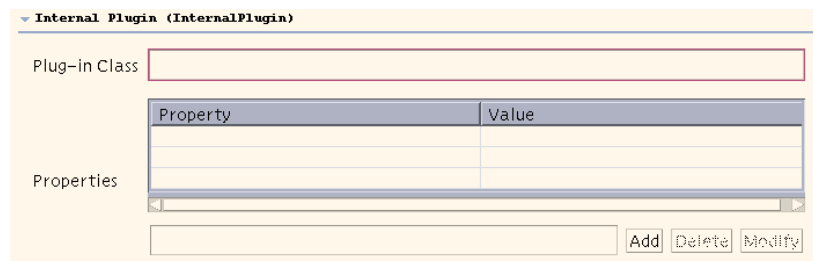 Internal Plugin (InternalPlugin)
Plug-in Class
Property Value
Properties
Add Delete Modify